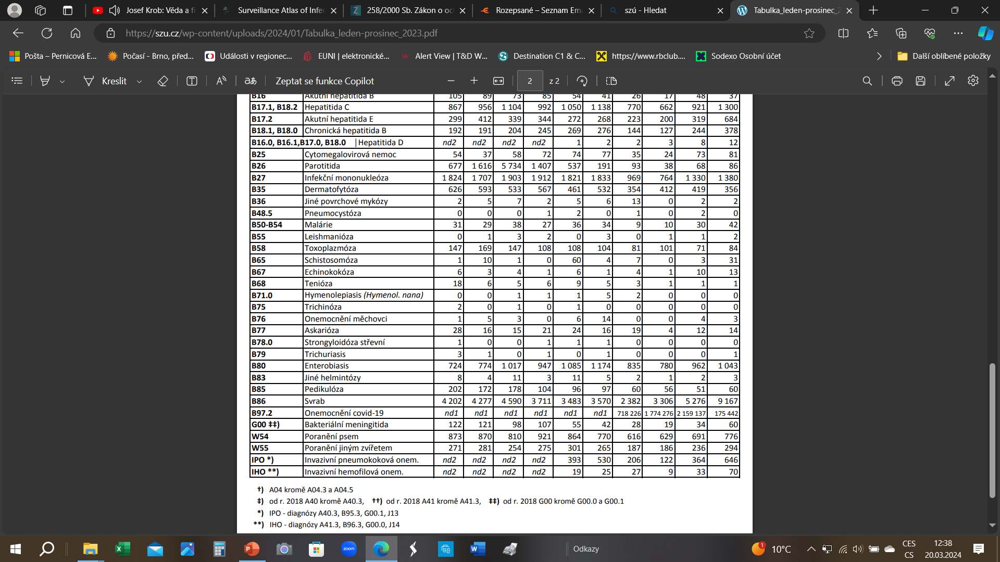 Josef Krob: Věda a fi
Surveillance Atlas of Infec
258/2000 Sb. Zákon o oc
Rozepsané – Seznam Ema
szú - Hledat
Tabulka_leden-prosinec_2
https://szu.cz/wp-content/uploads/2024/01/Tabulka_leden-prosinec_2023.pdf
Pošta – Pernicová E...
Počasí - Brno, před...
Události v regionec...
EUNI | elektronické...
Alert View | T&D W...
Destination C1 & C...
https://www.rbclub....
Sodexo Osobní účet
Další oblíbené položky
Kreslit
aあ
Zeptat se funkce Copilot
2 z 2
B16 Akutní hepatitida B 105 89 73 85 54 41 26 17 48 37
B17.1, B18.2 Hepatitida C 867 956 1 104 992 1 050 1 138 770 662 921 1 300
B17.2 Akutní hepatitida E 299 412 339 344 272 268 223 200 319 684
B18.1, B18.0 Chronická hepatitida B 192 191 204 245 269 276 144 127 244 378
B16.0, B16.1,B17.0, B18.0 |Hepatitida D nd2 nd2 nd2 nd2 1 2 2 3 8 12
B25 Cytomegalovirová nemoc 54 37 58 72 74 77 35 24 73 81
B26 Parotitida 677 1 616 5 734 1 407 537 191 93 38 68 86
B27 Infekční mononukleóza 1 824 1 707 1 903 1 912 1 821 1 833 969 764 1 330 1 380
B35 Dermatofytóza 626 593 533 567 461 532 354 412 419 356
B36 Jiné povrchové mykózy 2 5 7 2 5 6 13 0 2 2
B48.5 Pneumocystóza 0 0 0 1 2 0 1 0 2 0
B50-B54 Malárie 31 29 38 27 36 34 9 10 30 42
B55 Leishmanióza 0 1 3 2 0 3 0 1 1 2
B58 Toxoplazmóza 147 169 147 108 108 104 81 101 71 84
B65 Schistosomóza 1 10 1 0 60 4 7 0 3 31
B67 Echinokokóza 6 3 4 1 6 1 4 1 10 13
B68 Tenióza 18 6 5 6 9 5 3 1 1 1
B71.0 Hymenolepiasis (Hymenol. nana) 0 0 1 1 1 5 2 0 0 0
B75 Trichinóza 2 0 1 0 1 0 0 0 0 0
B76 Onemocnění měchovci 1 5 3 0 6 14 0 0 4 3
B77 Askarióza 28 16 15 21 24 16 19 4 12 14
B78.0 Strongyloidóza střevní 1 0 0 1 1 1 0 0 0 0
B79 Trichuriasis 3 1 0 1 0 1 0 0 0 1
B80 Enterobiasis 724 774 1 017 947 1 085 1 174 835 780 962 1 043
B83 Jiné helmintózy 8 4 11 3 11 5 2 1 2 3
B85 Pedikulóza 202 172 178 104 96 97 60 56 51 60
B86 Svrab 4 202 4 277 4 590 3 711 3 483 3 570 2 382 3 306 5 276 9 167
B97.2 Onemocnění covid-19 nd1 nd1 nd1 nd1 nd1 nd1 718 226 1 774 276 2 159 137 175 442
G00 ‡‡) Bakteriální meningitida 122 121 98 107 55 42 28 19 34 60
W54 Poranění psem 873 870 810 921 864 770 616 629 691 776
W55 Poranění jiným zvířetem 271 281 254 275 301 265 187 186 236 294
IPO *) Invazivní pneumokoková onem. nd2 nd2 nd2 nd2 393 530 206 122 364 646
IHO **) Invazivní hemofilová onem. nd2 nd2 nd2 nd2 19 25 27 9 33 70
†) A04 kromě A04.3 a A04.5
‡) od r. 2018 A40 kromě A40.3, ††) od r. 2018 A41 kromě A41.3, ‡‡) od r. 2018 G00 kromě G00.0 a G00.1
*) IPO - diagnózy A40.3, B95.3, G00.1, J13
**) IHO - diagnózy A41.3, B96.3, G00.0, J14
zoom
Odkazy
1
10°C
CES
CS
12:38
20.03.2024